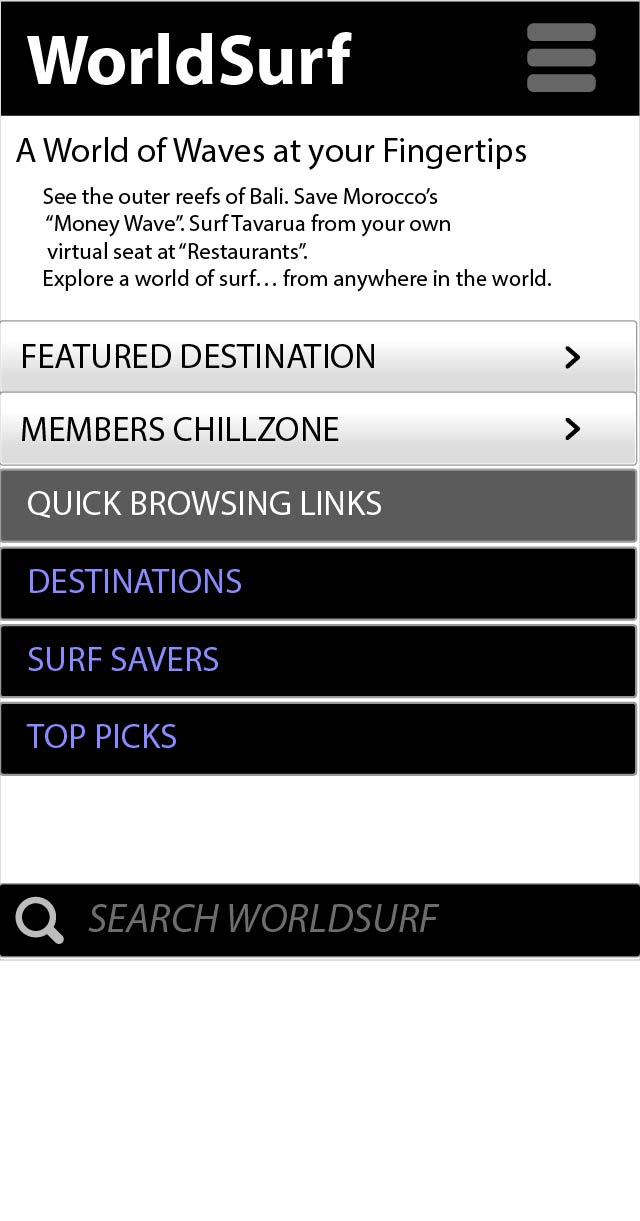 WorldSurf
A World of Waves at your Fingertips
See the outer reefs of Bali. Save Morocco’s
“Money Wave”. Surf Tavarua from your own
virtual seat at “Restaurants”.
Explore a world of surf… from anywhere in the world.
FEATURED DESTINATION
MEMBERS CHILLZONE
QUICK BROWSING LINKS
DESTINATIONS
SURF SAVERS
TOP PICKS
SEARCH WORLDSURF